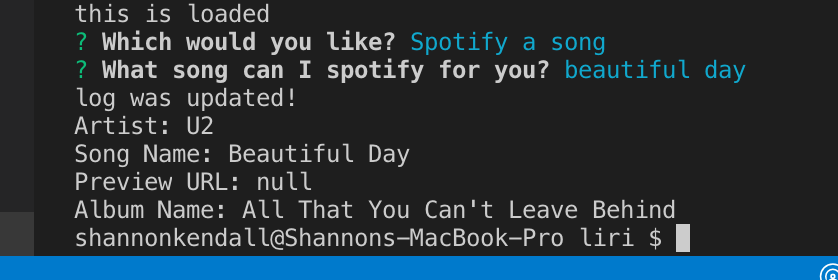 this is loaded
? Which would you like? Spotify a song
? What song can I spotify for you? beautiful day
log was updated!
Artist: U2
Song Name: Beautiful Day
Preview URL: null
Album Name: All That You Can't Leave Behind
shannonkendall@Shannons-MacBook-Pro liri $